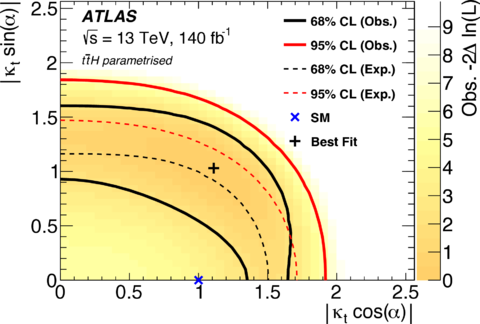 ATLAS
√s = 13 TeV, 140 fb⁻¹
tt̄H parametrised
68% CL (Obs.)
95% CL (Obs.)
68% CL (Exp.)
95% CL (Exp.)
SM
Best Fit
|κt sin(α)|
2.5
2
1.5
1
0.5
0
0 0.5 1 1.5 2 2.5
|κt cos(α)|
9
8
7
6
5
4
3
2
1
0
Obs. -2Δ ln(L)